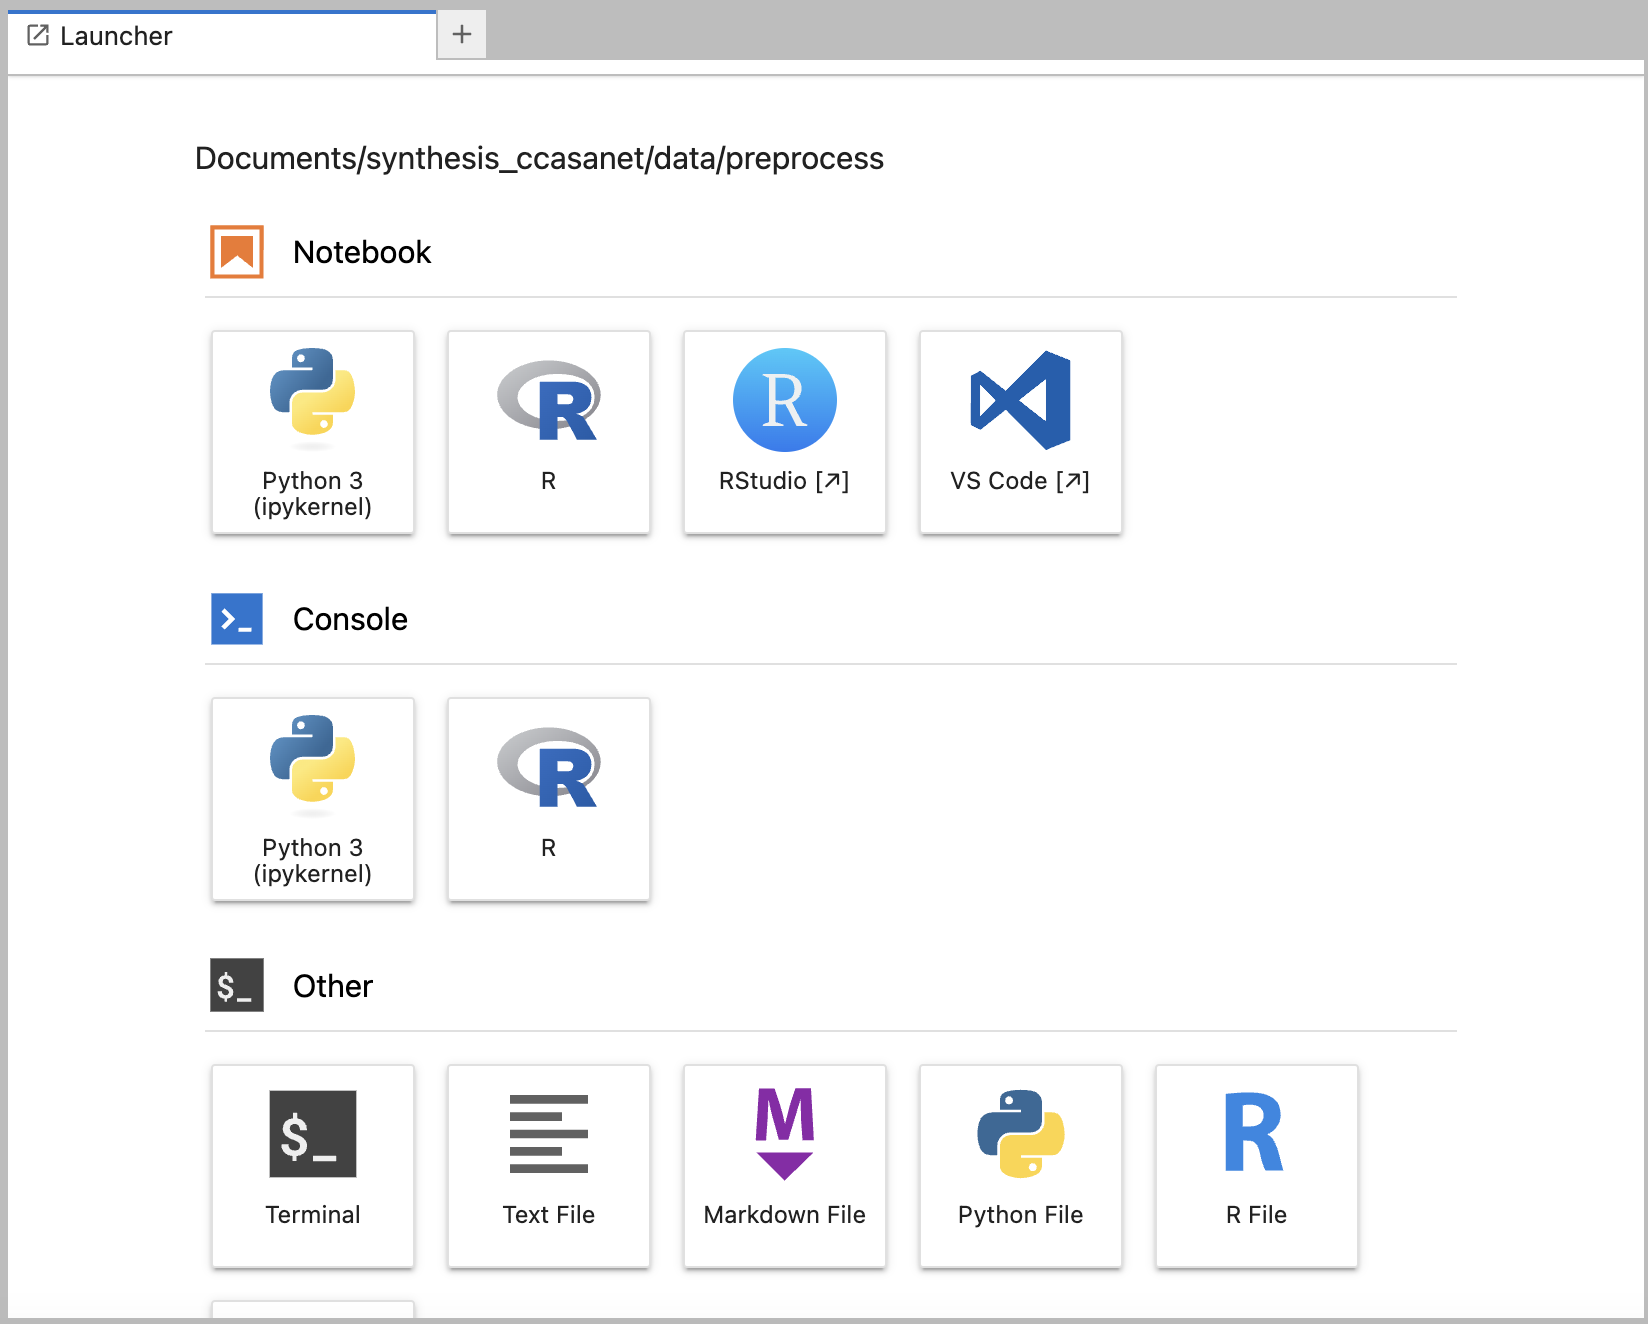 Launcher
Documents/synthesis_ccasanet/data/preprocess
Notebook
Python 3
(ipykernel)
R
R
R
RStudio [↗]
VS Code [↗]
Console
Python 3
(ipykernel)
R
R
$_
Other
$_
Terminal
Text File
M
Markdown File
Python File
R
R File